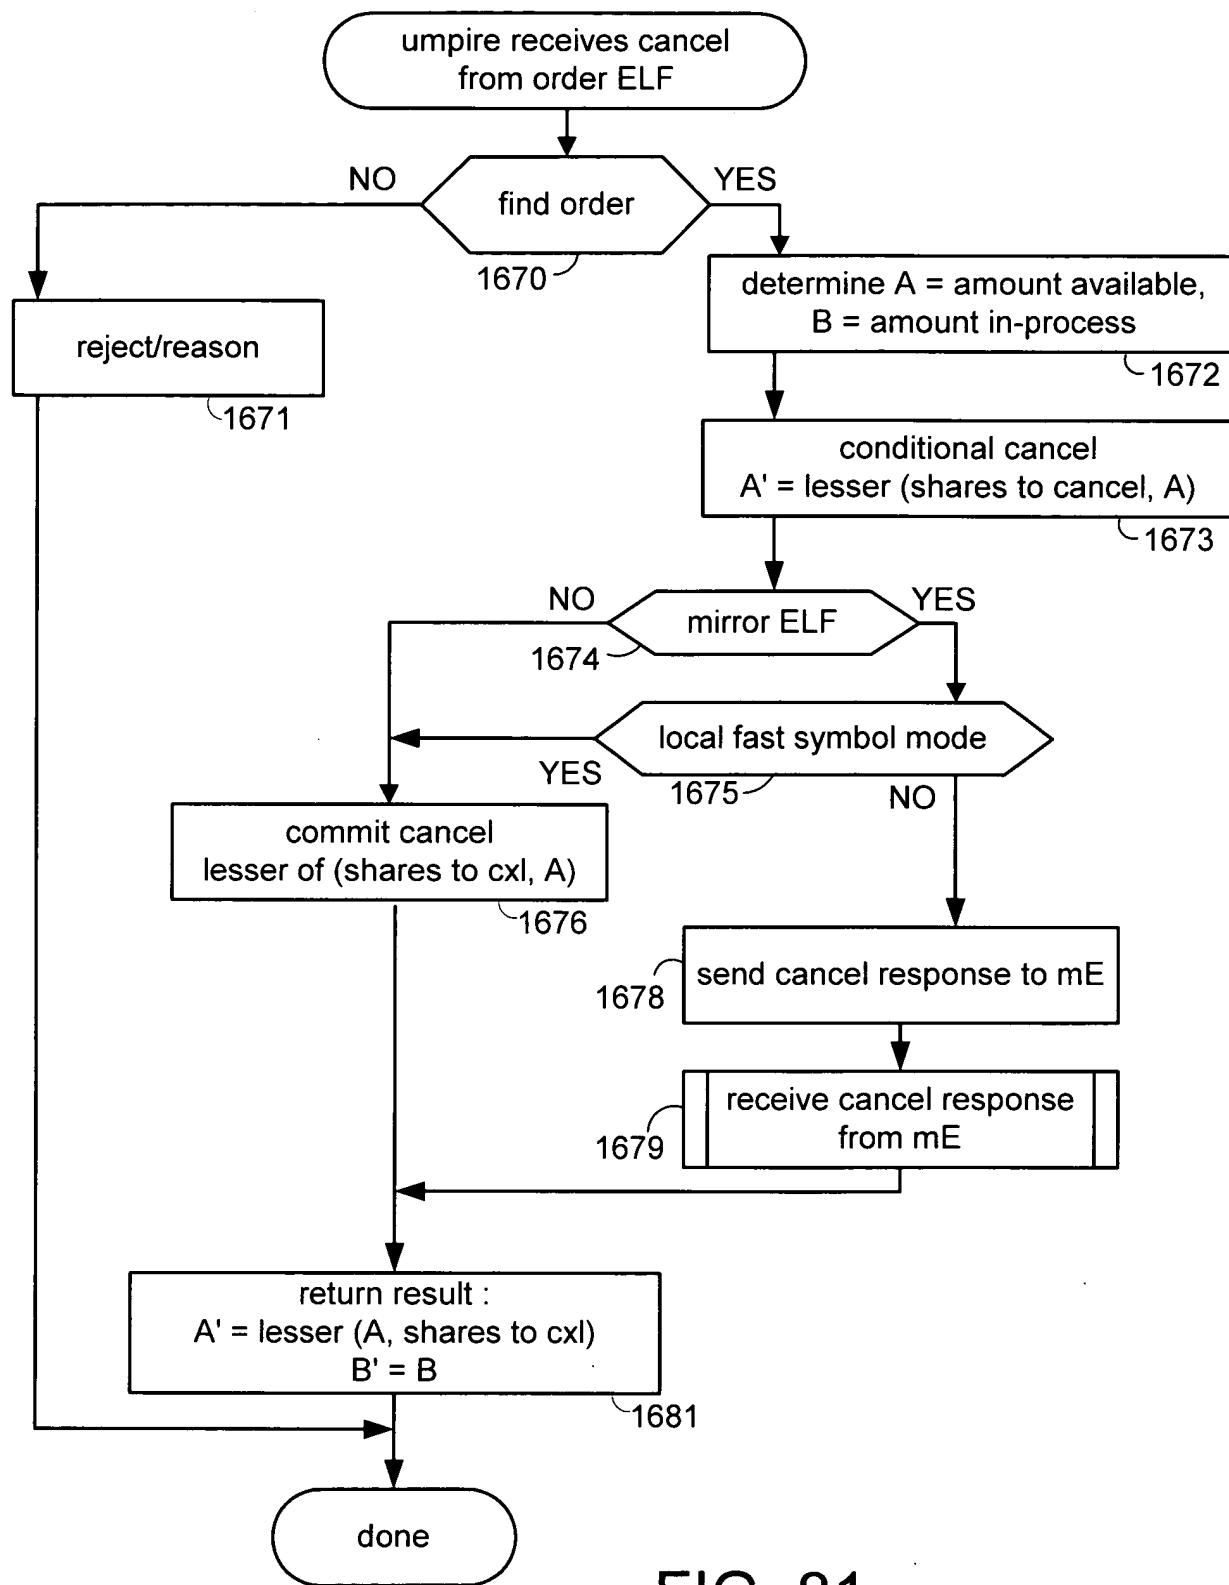 umpire receives cancel
from order ELF
NO
YES
find order
1670
determine A = amount available,
B = amount in-process
1672
reject/reason
1671
conditional cancel
A' = lesser (shares to cancel, A)
1673
NO
YES
mirror ELF
1674
local fast symbol mode
YES
1675
NO
commit cancel
lesser of (shares to cxl, A)
1676
send cancel response to mE
1678
receive cancel response
from mE
1679
return result :
A' = lesser (A, shares to cxl)
B' = B
1681
done
FIG. 81